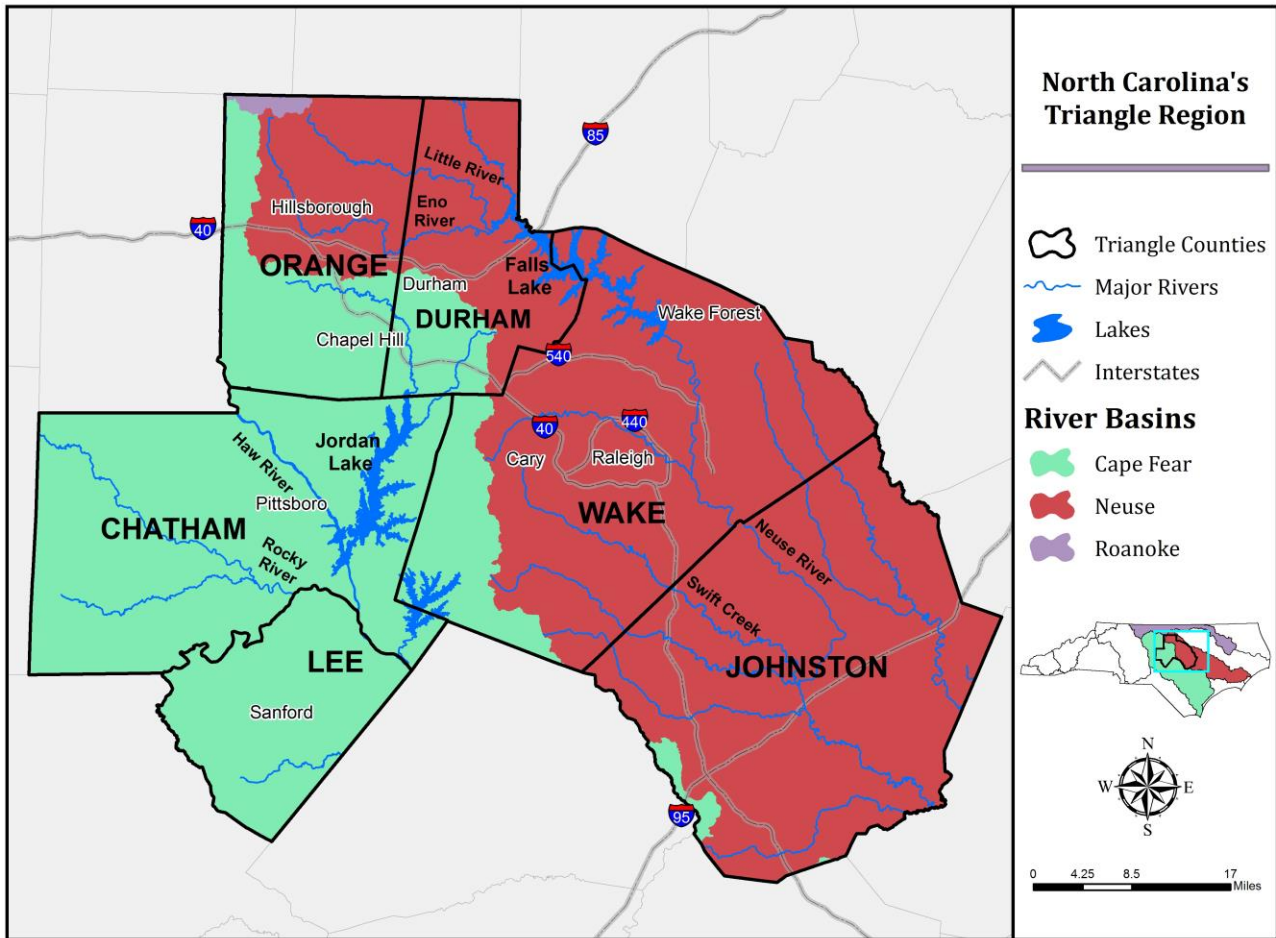 85
Little River
Eno
River
Hillsborough
40
ORANGE
Falls
Lake
Durham
Wake Forest
DURHAM
Chapel Hill
540
Jordan
Lake
Haw River
40
440
Cary
Raleigh
Pittsboro
WAKE
CHATHAM
Rocky
River
Neuse River
Swift Creek
LEE
JOHNSTON
Sanford
95
North Carolina's
Triangle Region
Triangle Counties
Major Rivers
Lakes
Interstates
River Basins
Cape Fear
Neuse
Roanoke
N
W E
S
0 4.25 8.5 17
Miles